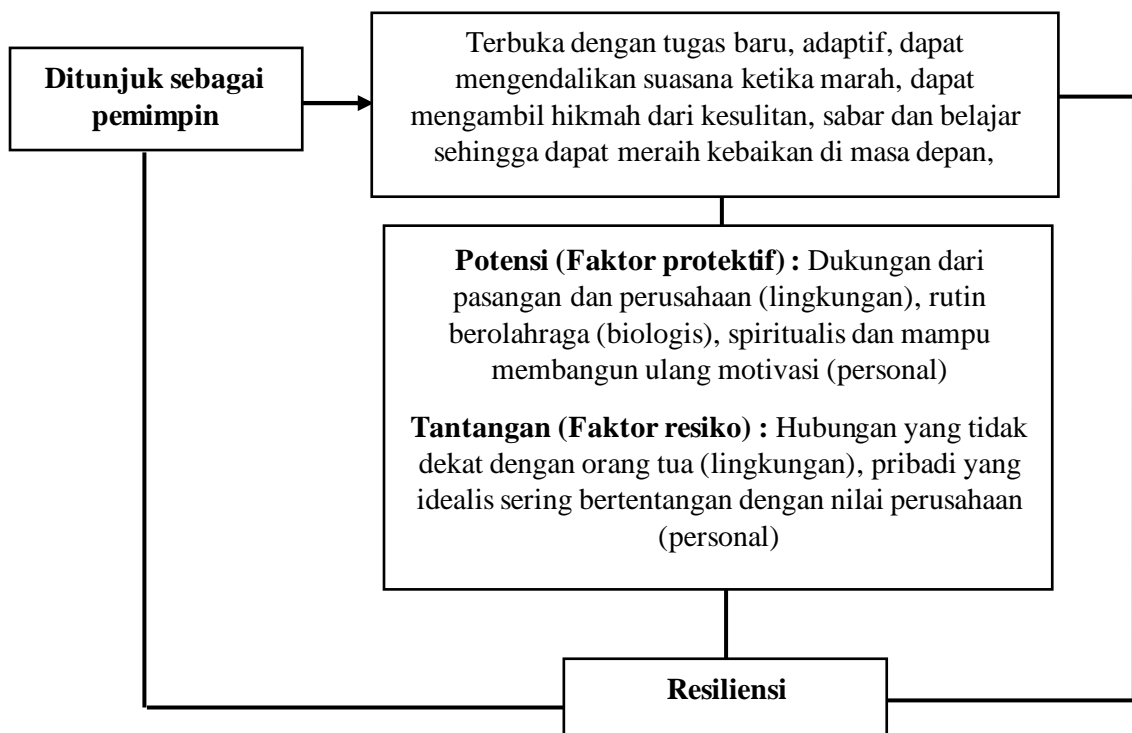 Ditunjuk sebagai
pemimpin
Terbuka dengan tugas baru, adaptif, dapat
mengendalikan suasana ketika marah, dapat
mengambil hikmah dari kesulitan, sabar dan belajar
sehingga dapat meraih kebaikan di masa depan,
Potensi (Faktor protektif) : Dukungan dari
pasangan dan perusahaan (lingkungan), rutin
berolahraga (biologis), spiritualis dan mampu
membangun ulang motivasi (personal)
Tantangan (Faktor resiko) : Hubungan yang tidak
dekat dengan orang tua (lingkungan), pribadi yang
idealis sering bertentangan dengan nilai perusahaan
(personal)
Resiliensi